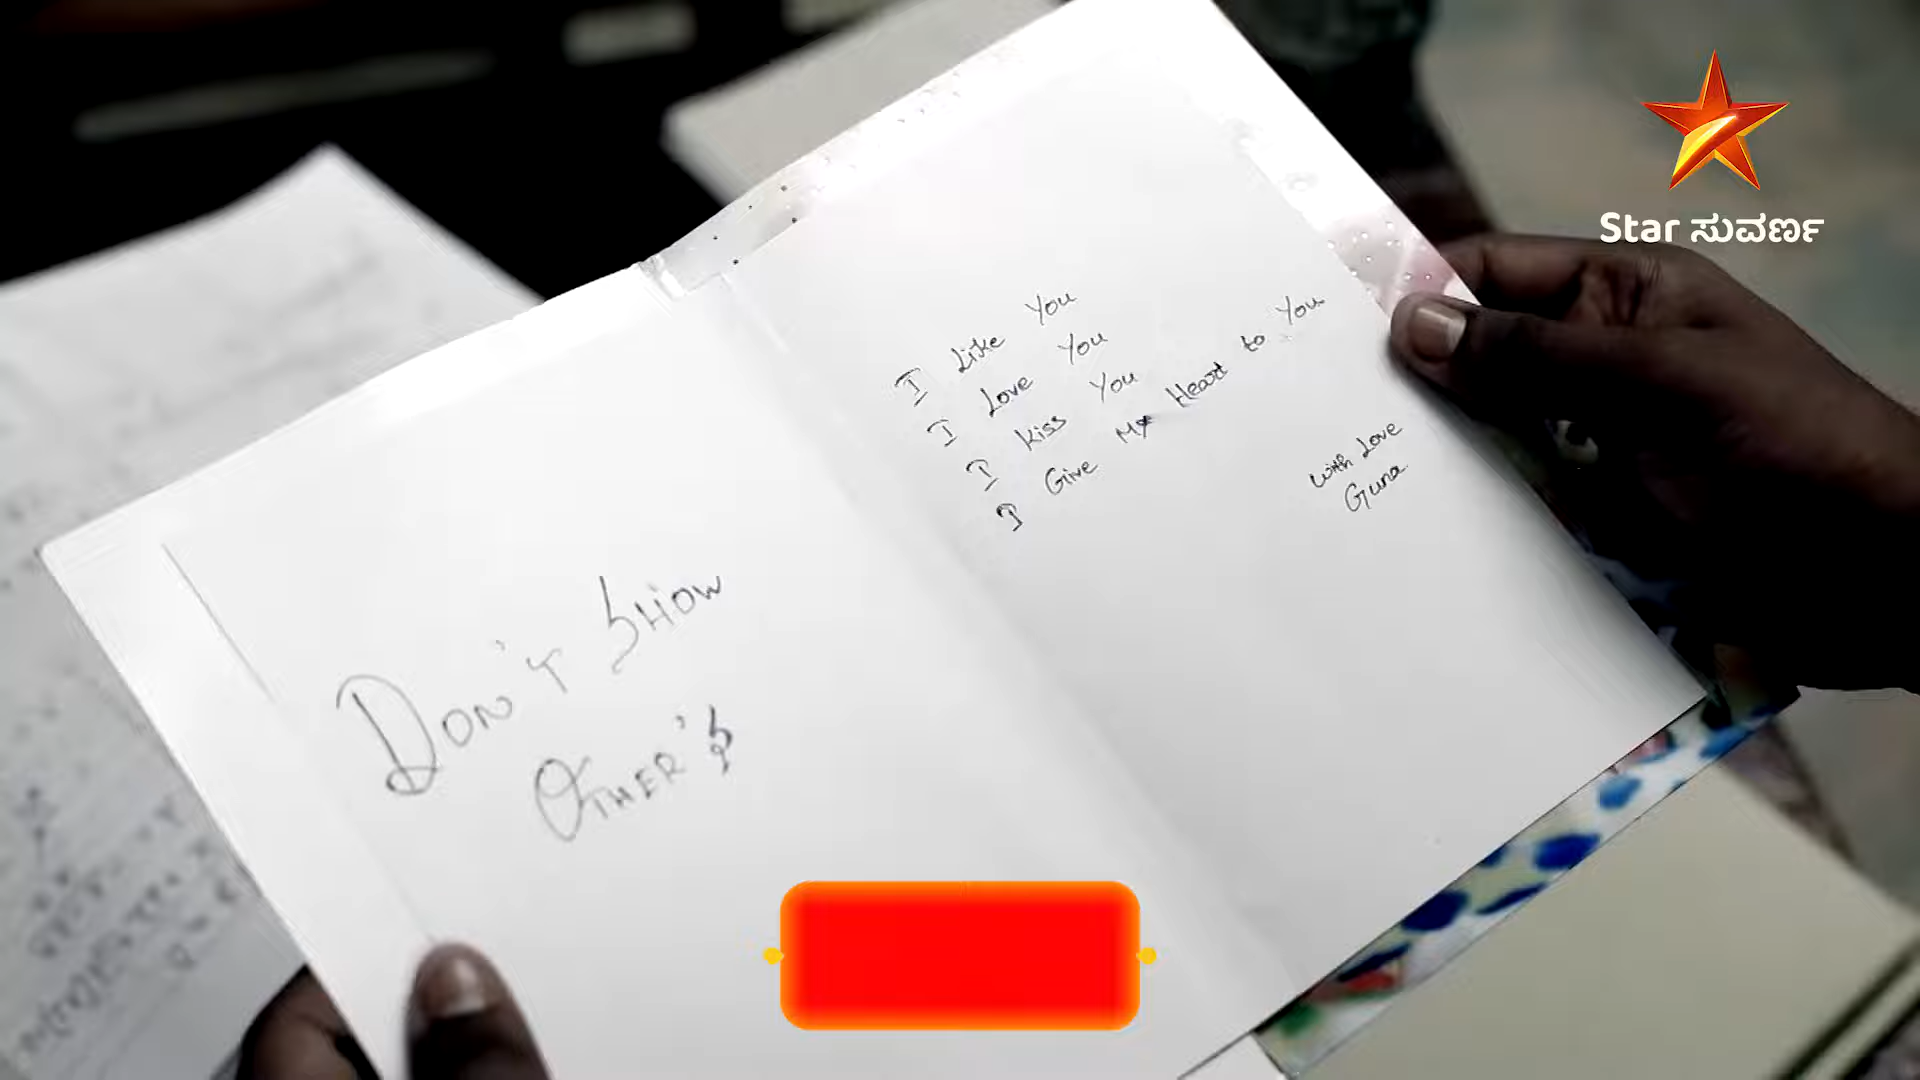 Star ಸುವರ್ಣ
DON'T SHOW
OTHER'S
I Like You
I Love You
I Kiss You
I Give My Heart to You
With Love
Guna